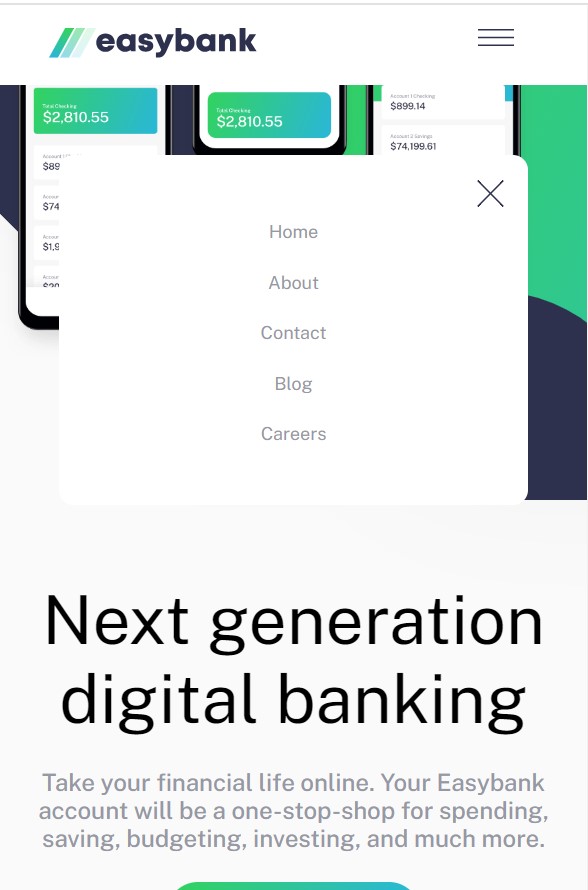 easybank
Total Checking
$2,810.55
Total Checking
$2,810.55
Account 1 Checking
$899.14
Account 2 Savings
$74,199.61
$89
$74
$1,9
Home
About
Contact
Blog
Careers
Next generation
digital banking
Take your financial life online. Your Easybank
account will be a one-stop-shop for spending,
saving, budgeting, investing, and much more.